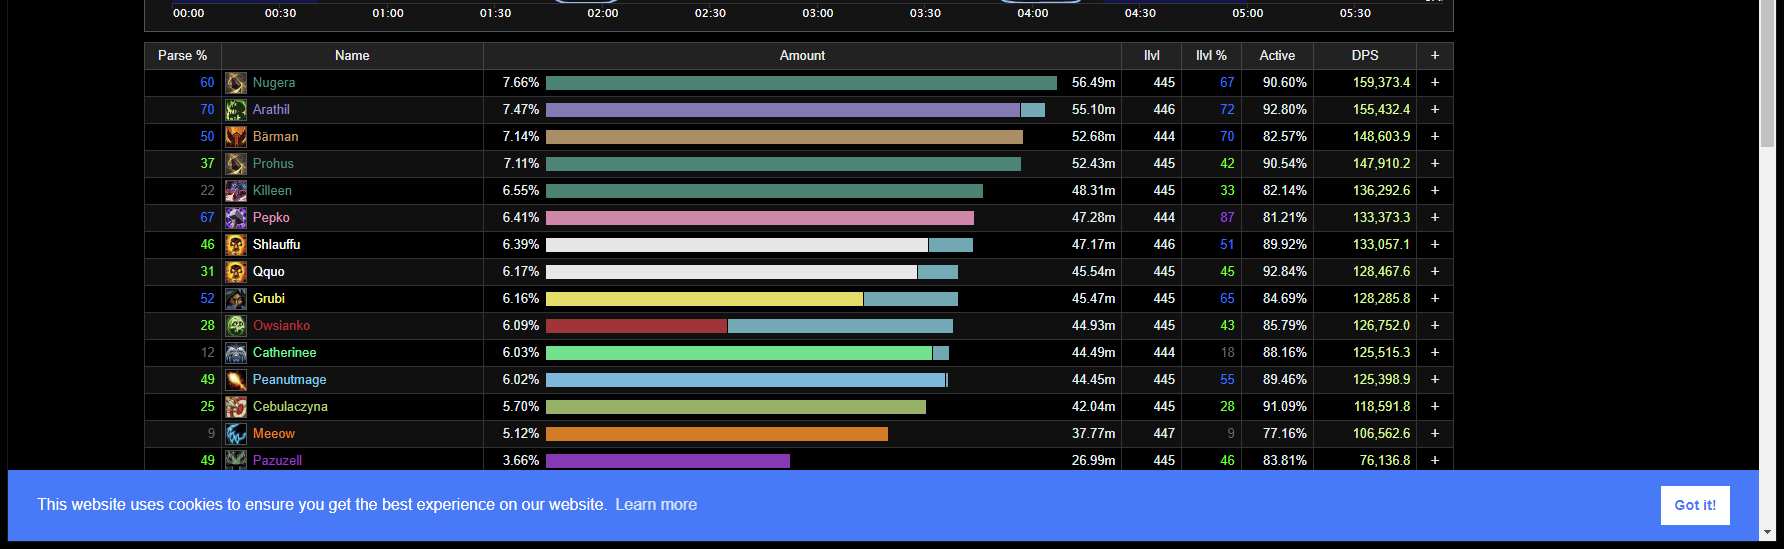 00:00 00:30 01:00 01:30 02:00 02:30 03:00 03:30 04:00 04:30 05:00 05:30
Parse % Name Amount Ilvl Ilvl % Active DPS +
60 Nugera 7.66% 56.49m 445 67 90.60% 159,373.4 +
70 Arathil 7.47% 55.10m 446 72 92.80% 155,432.4 +
50 Bärman 7.14% 52.68m 444 70 82.57% 148,603.9 +
37 Prohus 7.11% 52.43m 445 42 90.54% 147,910.2 +
22 Killeen 6.55% 48.31m 445 33 82.14% 136,292.6 +
67 Pepko 6.41% 47.28m 444 87 81.21% 133,373.3 +
46 Shlauffu 6.39% 47.17m 446 51 89.92% 133,057.1 +
31 Qquo 6.17% 45.54m 445 45 92.84% 128,467.6 +
52 Grubi 6.16% 45.47m 445 65 84.69% 128,285.8 +
28 Owsianko 6.09% 44.93m 445 43 85.79% 126,752.0 +
12 Catherinee 6.03% 44.49m 444 18 88.16% 125,515.3 +
49 Peanutmage 6.02% 44.45m 445 55 89.46% 125,398.9 +
25 Cebulaczyna 5.70% 42.04m 445 28 91.09% 118,591.8 +
9 Meeow 5.12% 37.77m 447 9 77.16% 106,562.6 +
49 Pazuzell 3.66% 26.99m 445 46 83.81% 76,136.8 +
This website uses cookies to ensure you get the best experience on our website. Learn more Got it!